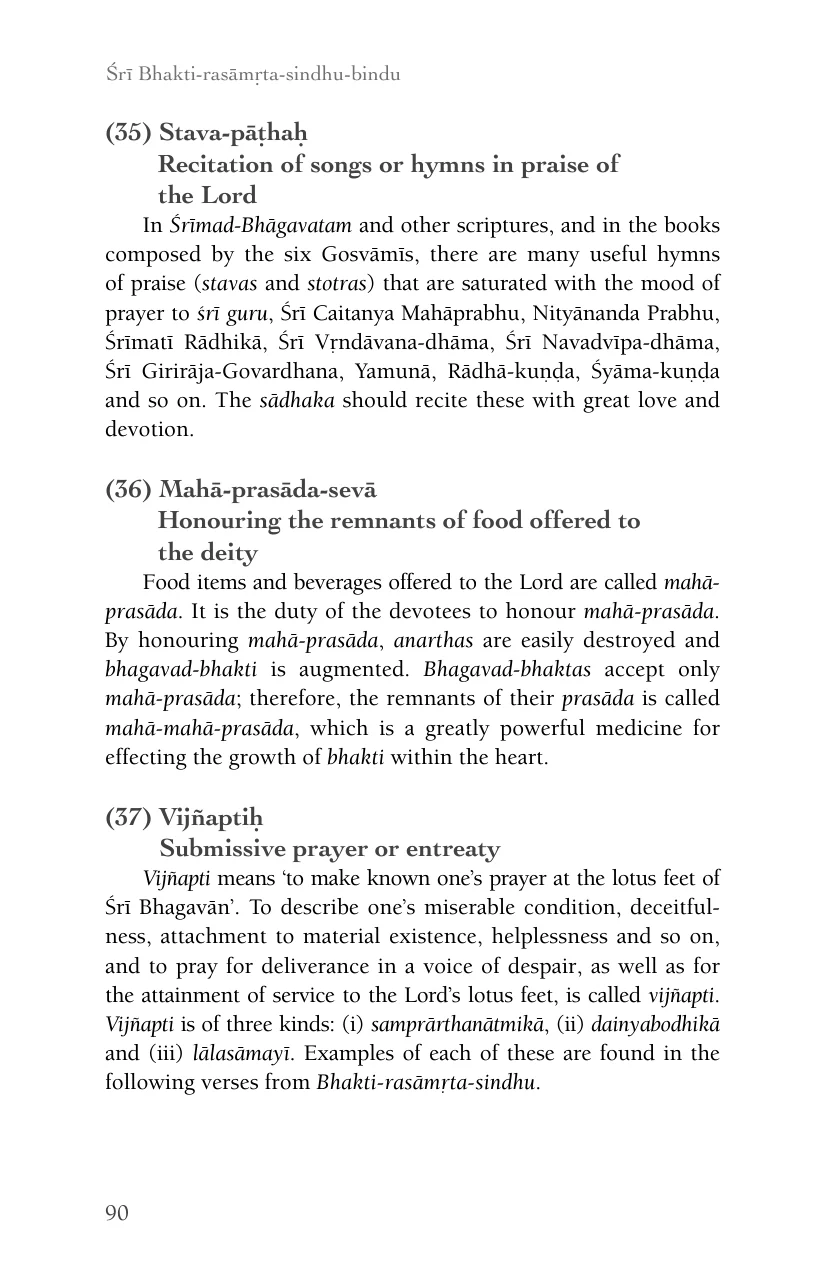 Śrī Bhakti-rasāmṛta-sindhu-bindu
(35) Stava-pāṭhaḥ
Recitation of songs or hymns in praise of
the Lord
In Śrīmad-Bhāgavatam and other scriptures, and in the books
composed by the six Gosvāmīs, there are many useful hymns
of praise (stavas and stotras) that are saturated with the mood of
prayer to śrī guru, Śrī Caitanya Mahāprabhu, Nityānanda Prabhu,
Śrīmatī Rādhikā, Śrī Vṛndāvana-dhāma, Śrī Navadvīpa-dhāma,
Śrī Girirāja-Govardhana, Yamunā, Rādhā-kuṇḍa, Śyāma-kuṇḍa
and so on. The sādhaka should recite these with great love and
devotion.
(36) Mahā-prasāda-sevā
Honouring the remnants of food offered to
the deity
Food items and beverages offered to the Lord are called mahā-
prasāda. It is the duty of the devotees to honour mahā-prasāda.
By honouring mahā-prasāda, anarthas are easily destroyed and
bhagavad-bhakti is augmented. Bhagavad-bhaktas accept only
mahā-prasāda; therefore, the remnants of their prasāda is called
mahā-mahā-prasāda, which is a greatly powerful medicine for
effecting the growth of bhakti within the heart.
(37) Vijñaptiḥ
Submissive prayer or entreaty
Vijñapti means ‘to make known one’s prayer at the lotus feet of
Śrī Bhagavān’. To describe one’s miserable condition, deceitful-
ness, attachment to material existence, helplessness and so on,
and to pray for deliverance in a voice of despair, as well as for
the attainment of service to the Lord’s lotus feet, is called vijñapti.
Vijñapti is of three kinds: (i) samprārthanātmikā, (ii) dainyabodhikā
and (iii) lālasāmayī. Examples of each of these are found in the
following verses from Bhakti-rasāmṛta-sindhu.
90